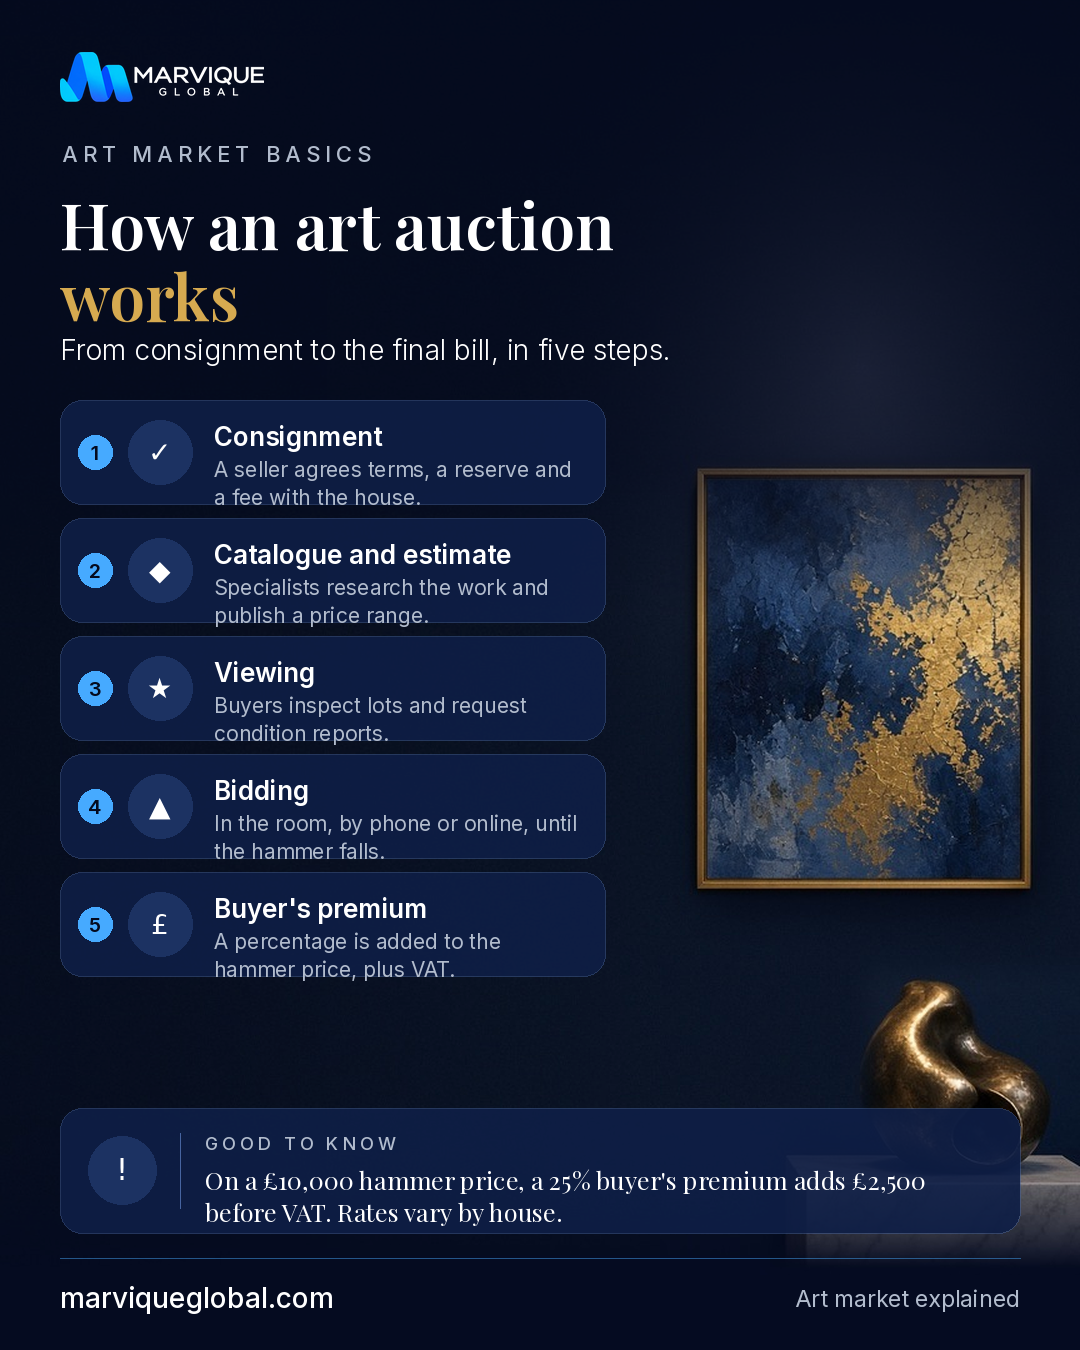 MARVIQUE
GLOBAL
ART MARKET BASICS
How an art auction
works
From consignment to the final bill, in five steps.
1
✓
Consignment
A seller agrees terms, a reserve and
a fee with the house.
2
◆
Catalogue and estimate
Specialists research the work and
publish a price range.
3
★
Viewing
Buyers inspect lots and request
condition reports.
4
▲
Bidding
In the room, by phone or online, until
the hammer falls.
5
£
Buyer's premium
A percentage is added to the
hammer price, plus VAT.
!
GOOD TO KNOW
On a £10,000 hammer price, a 25% buyer's premium adds £2,500
before VAT. Rates vary by house.
marviqueglobal.com
Art market explained